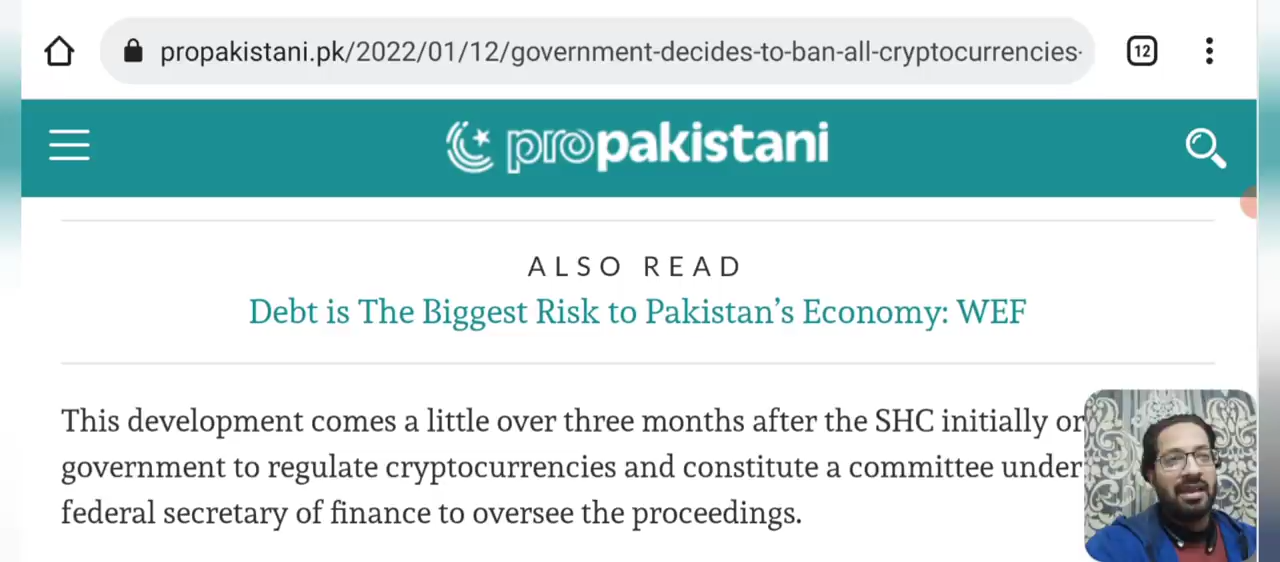 propakistani.pk/2022/01/12/government-decides-to-ban-all-cryptocurrencies-
12
propakistani
ALSO READ
Debt is The Biggest Risk to Pakistan’s Economy: WEF
This development comes a little over three months after the SHC initially
government to regulate cryptocurrencies and constitute a committee under
federal secretary of finance to oversee the proceedings.